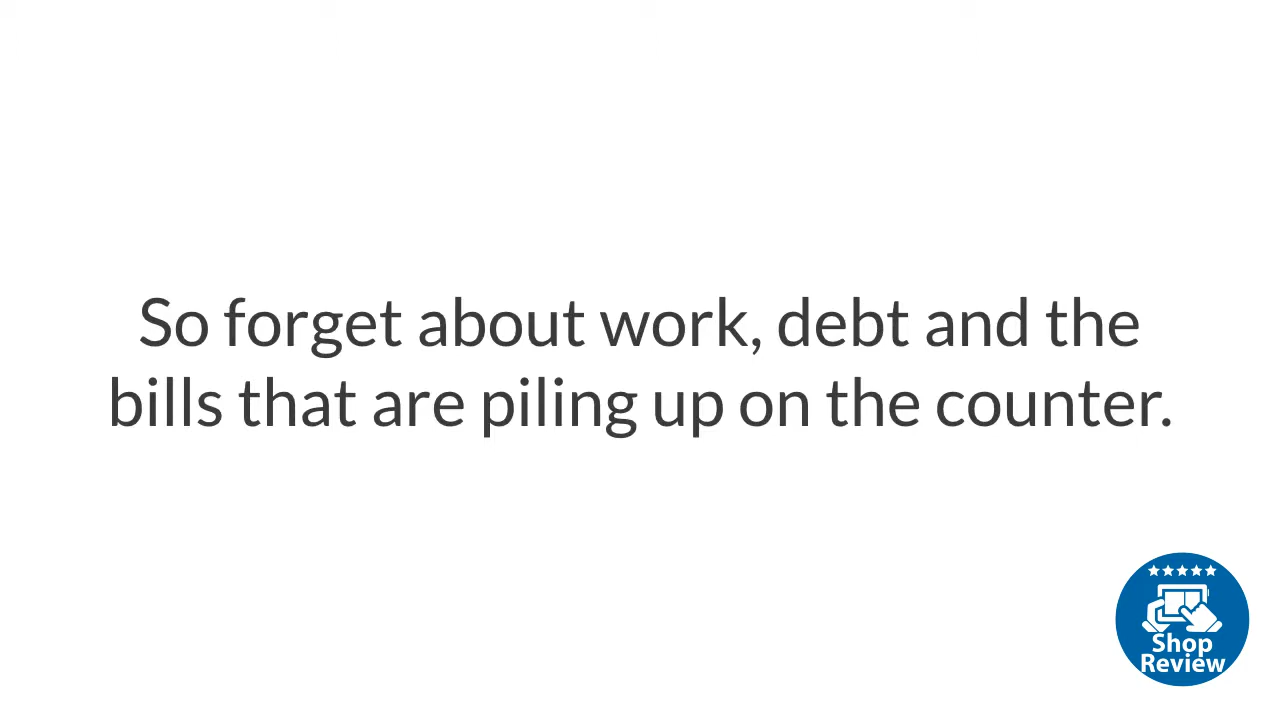 So forget about work, debt and the
bills that are piling up on the counter.
Shop
Review